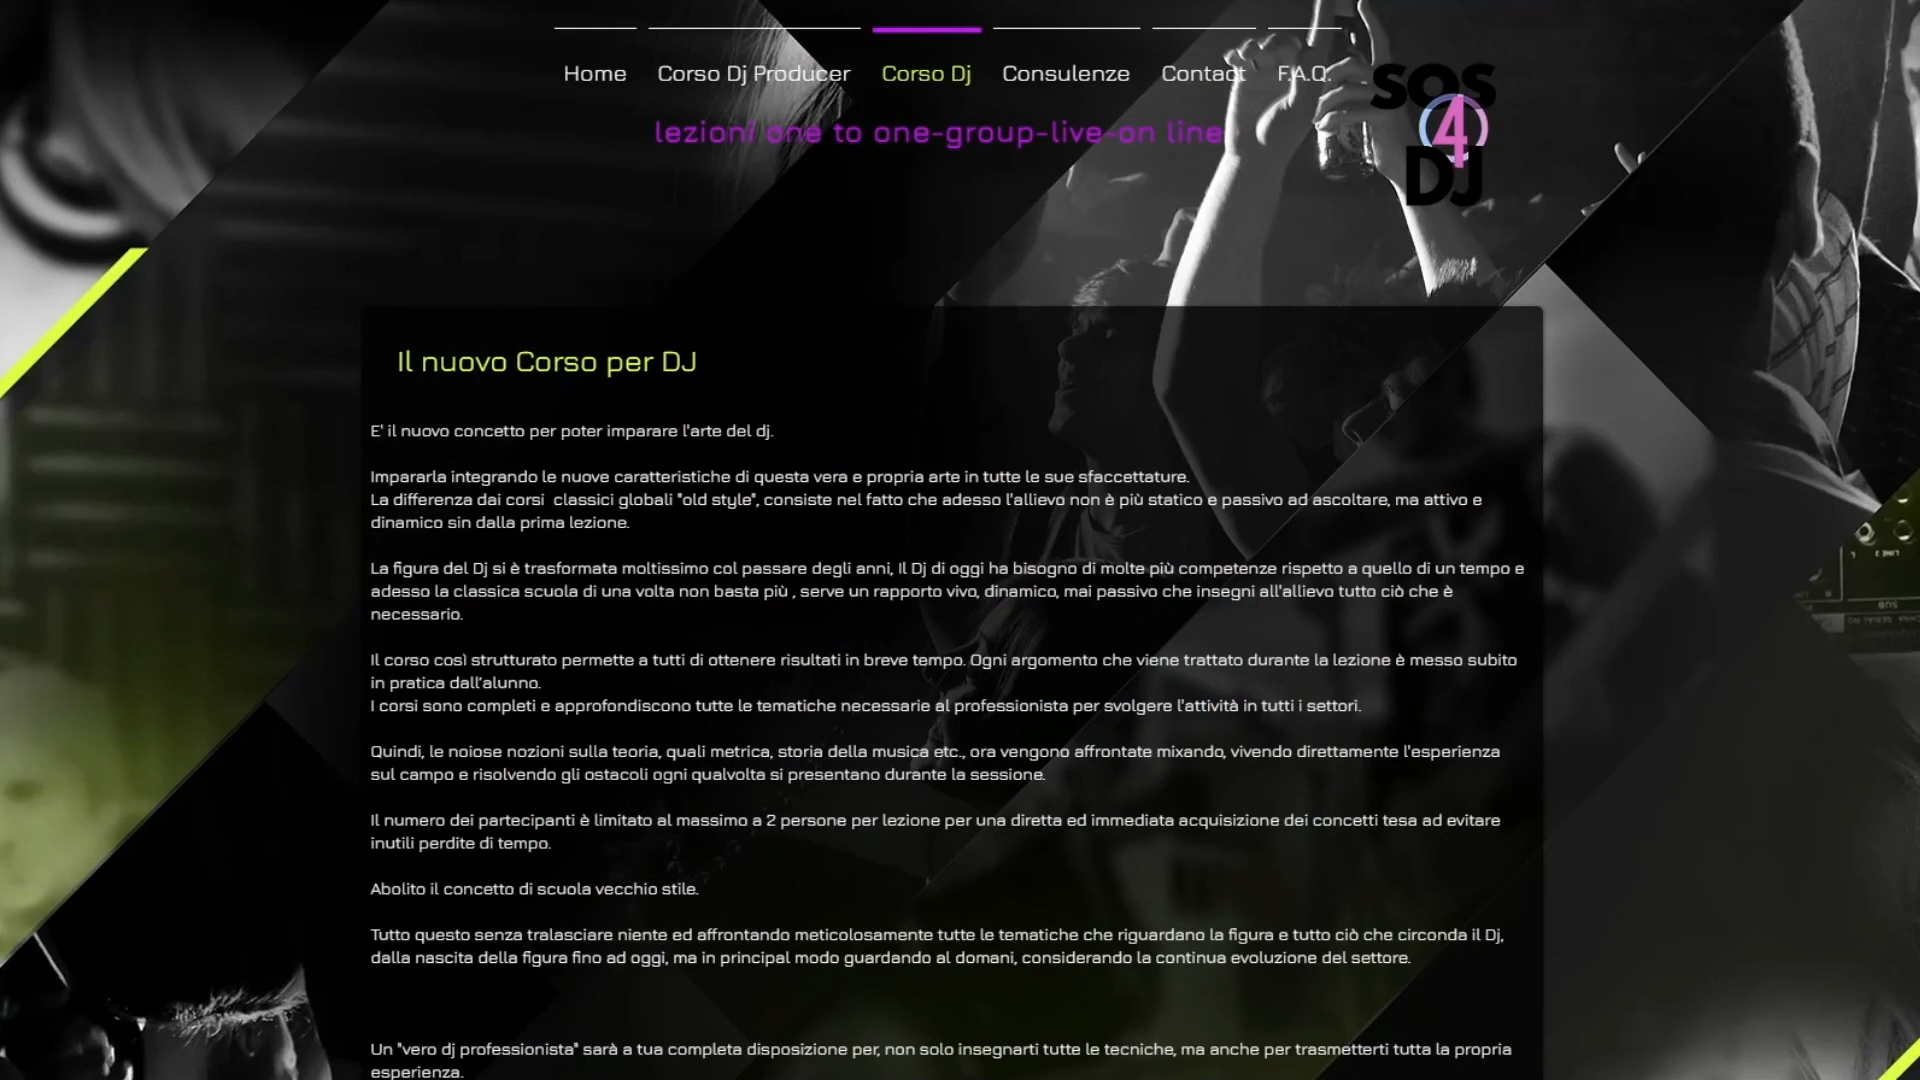 Home Corso Dj Producer Corso Dj Consulenze Contact F.A.Q.
SOS
4
DJ
lezioni one to one-group-live-on line
Il nuovo Corso per DJ
E' il nuovo concetto per poter imparare l'arte del dj.
Impararla integrando le nuove caratteristiche di questa vera e propria arte in tutte le sue sfaccettature.
La differenza dai corsi classici globali "old style", consiste nel fatto che adesso l'allievo non è più statico e passivo ad ascoltare, ma attivo e
dinamico sin dalla prima lezione.
La figura del Dj si è trasformata moltissimo col passare degli anni, Il Dj di oggi ha bisogno di molte più competenze rispetto a quello di un tempo e
adesso la classica scuola di una volta non basta più , serve un rapporto vivo, dinamico, mai passivo che insegni all'allievo tutto ciò che è
necessario.
Il corso così strutturato permette a tutti di ottenere risultati in breve tempo. Ogni argomento che viene trattato durante la lezione è messo subito
in pratica dall’alunno.
I corsi sono completi e approfondiscono tutte le tematiche necessarie al professionista per svolgere l'attività in tutti i settori.
Quindi, le noiose nozioni sulla teoria, quali metrica, storia della musica etc., ora vengono affrontate mixando, vivendo direttamente l'esperienza
sul campo e risolvendo gli ostacoli ogni qualvolta si presentano durante la sessione.
Il numero dei partecipanti è limitato al massimo a 2 persone per lezione per una diretta ed immediata acquisizione dei concetti tesa ad evitare
inutili perdite di tempo.
Abolito il concetto di scuola vecchio stile.
Tutto questo senza tralasciare niente ed affrontando meticolosamente tutte le tematiche che riguardano la figura e tutto ciò che circonda il Dj,
dalla nascita della figura fino ad oggi, ma in principal modo guardando al domani, considerando la continua evoluzione del settore.
Un "vero dj professionista" sarà a tua completa disposizione per, non solo insegnarti tutte le tecniche, ma anche per trasmetterti tutta la propria
esperienza.